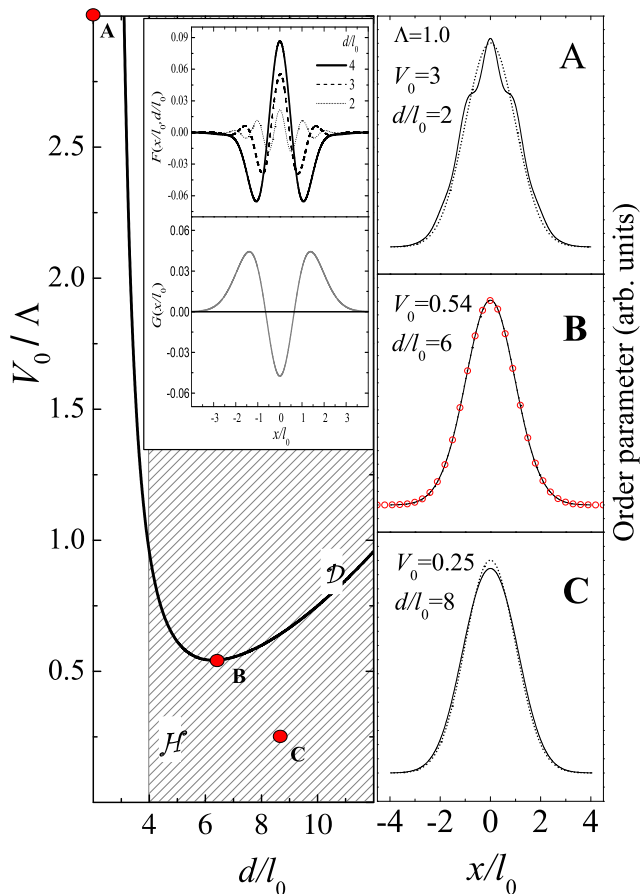 A
2.5
2.0
1.5
1.0
0.5
V0 / Λ
4 6 8 10
d/l0
B
C
𝓗
𝓓
0.09
0.06
0.03
0.00
-0.03
-0.06
F(x/l0,d/l0)
d/l0
4
3
2
0.06
0.03
0.00
-0.03
-0.06
G(x/l0)
-3 -2 -1 0 1 2 3
x/l0
Λ=1.0
V0=3
d/l0=2
A
V0=0.54
d/l0=6
B
V0=0.25
d/l0=8
C
-4 -2 0 2 4
x/l0
Order parameter (arb. units)